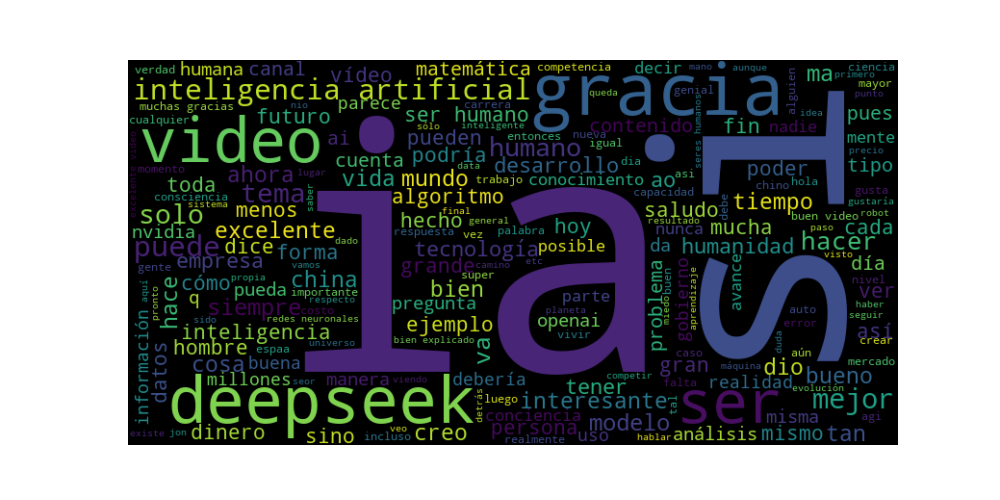 verdad humana canal vídeo matemática competencia decir aunque mano primero ciencia
inteligencia artificial gracia ma mayor
muchas gracias nio parece carrera queda genial alguien idea punto
cualquier futuro ser humano sólo inteligente entonces igual nueva contenido fin nadie pues
video ai pueden humano seres humanos mente
momento ahora lugar cuenta podría data desarrollo dia asi poder precio
toda tema vida mundo trabajo conocimiento ao capacidad chino hola tipo
consciencia sistema saber algoritmo debe tiempo gusta gustaría
solo menos hecho final general palabra hoy saludo resultado buen video robot
nvidia excelente respuesta vez nunca mucha paso cada
puede dice forma dado tecnología posible da humanidad visto hacer
gente empresa vamos grande camino etc buen avance día
excelente video hace cómo propia china súper parte problema gobierno aprendizaje miedo nivel ver
aquí pronto q pueda importante bien planeta haber
información siempre costo respecto pregunta openai auto seguir
sido redes neuronales ejemplo vivir error así
datos inteligencia universo va duda aún crear
hombre espaa bien explicado caso mercado
cosa buena competir gran máquina dio bueno
ia s i
millones seor manera viendo debería tener falta realidad evolución
deepseek detrás luego interesante tal ser misma mejor
conciencia persona modelo agi
dinero sino veo creo uso análisis mismo tan
existe jon incluso realmente hablar